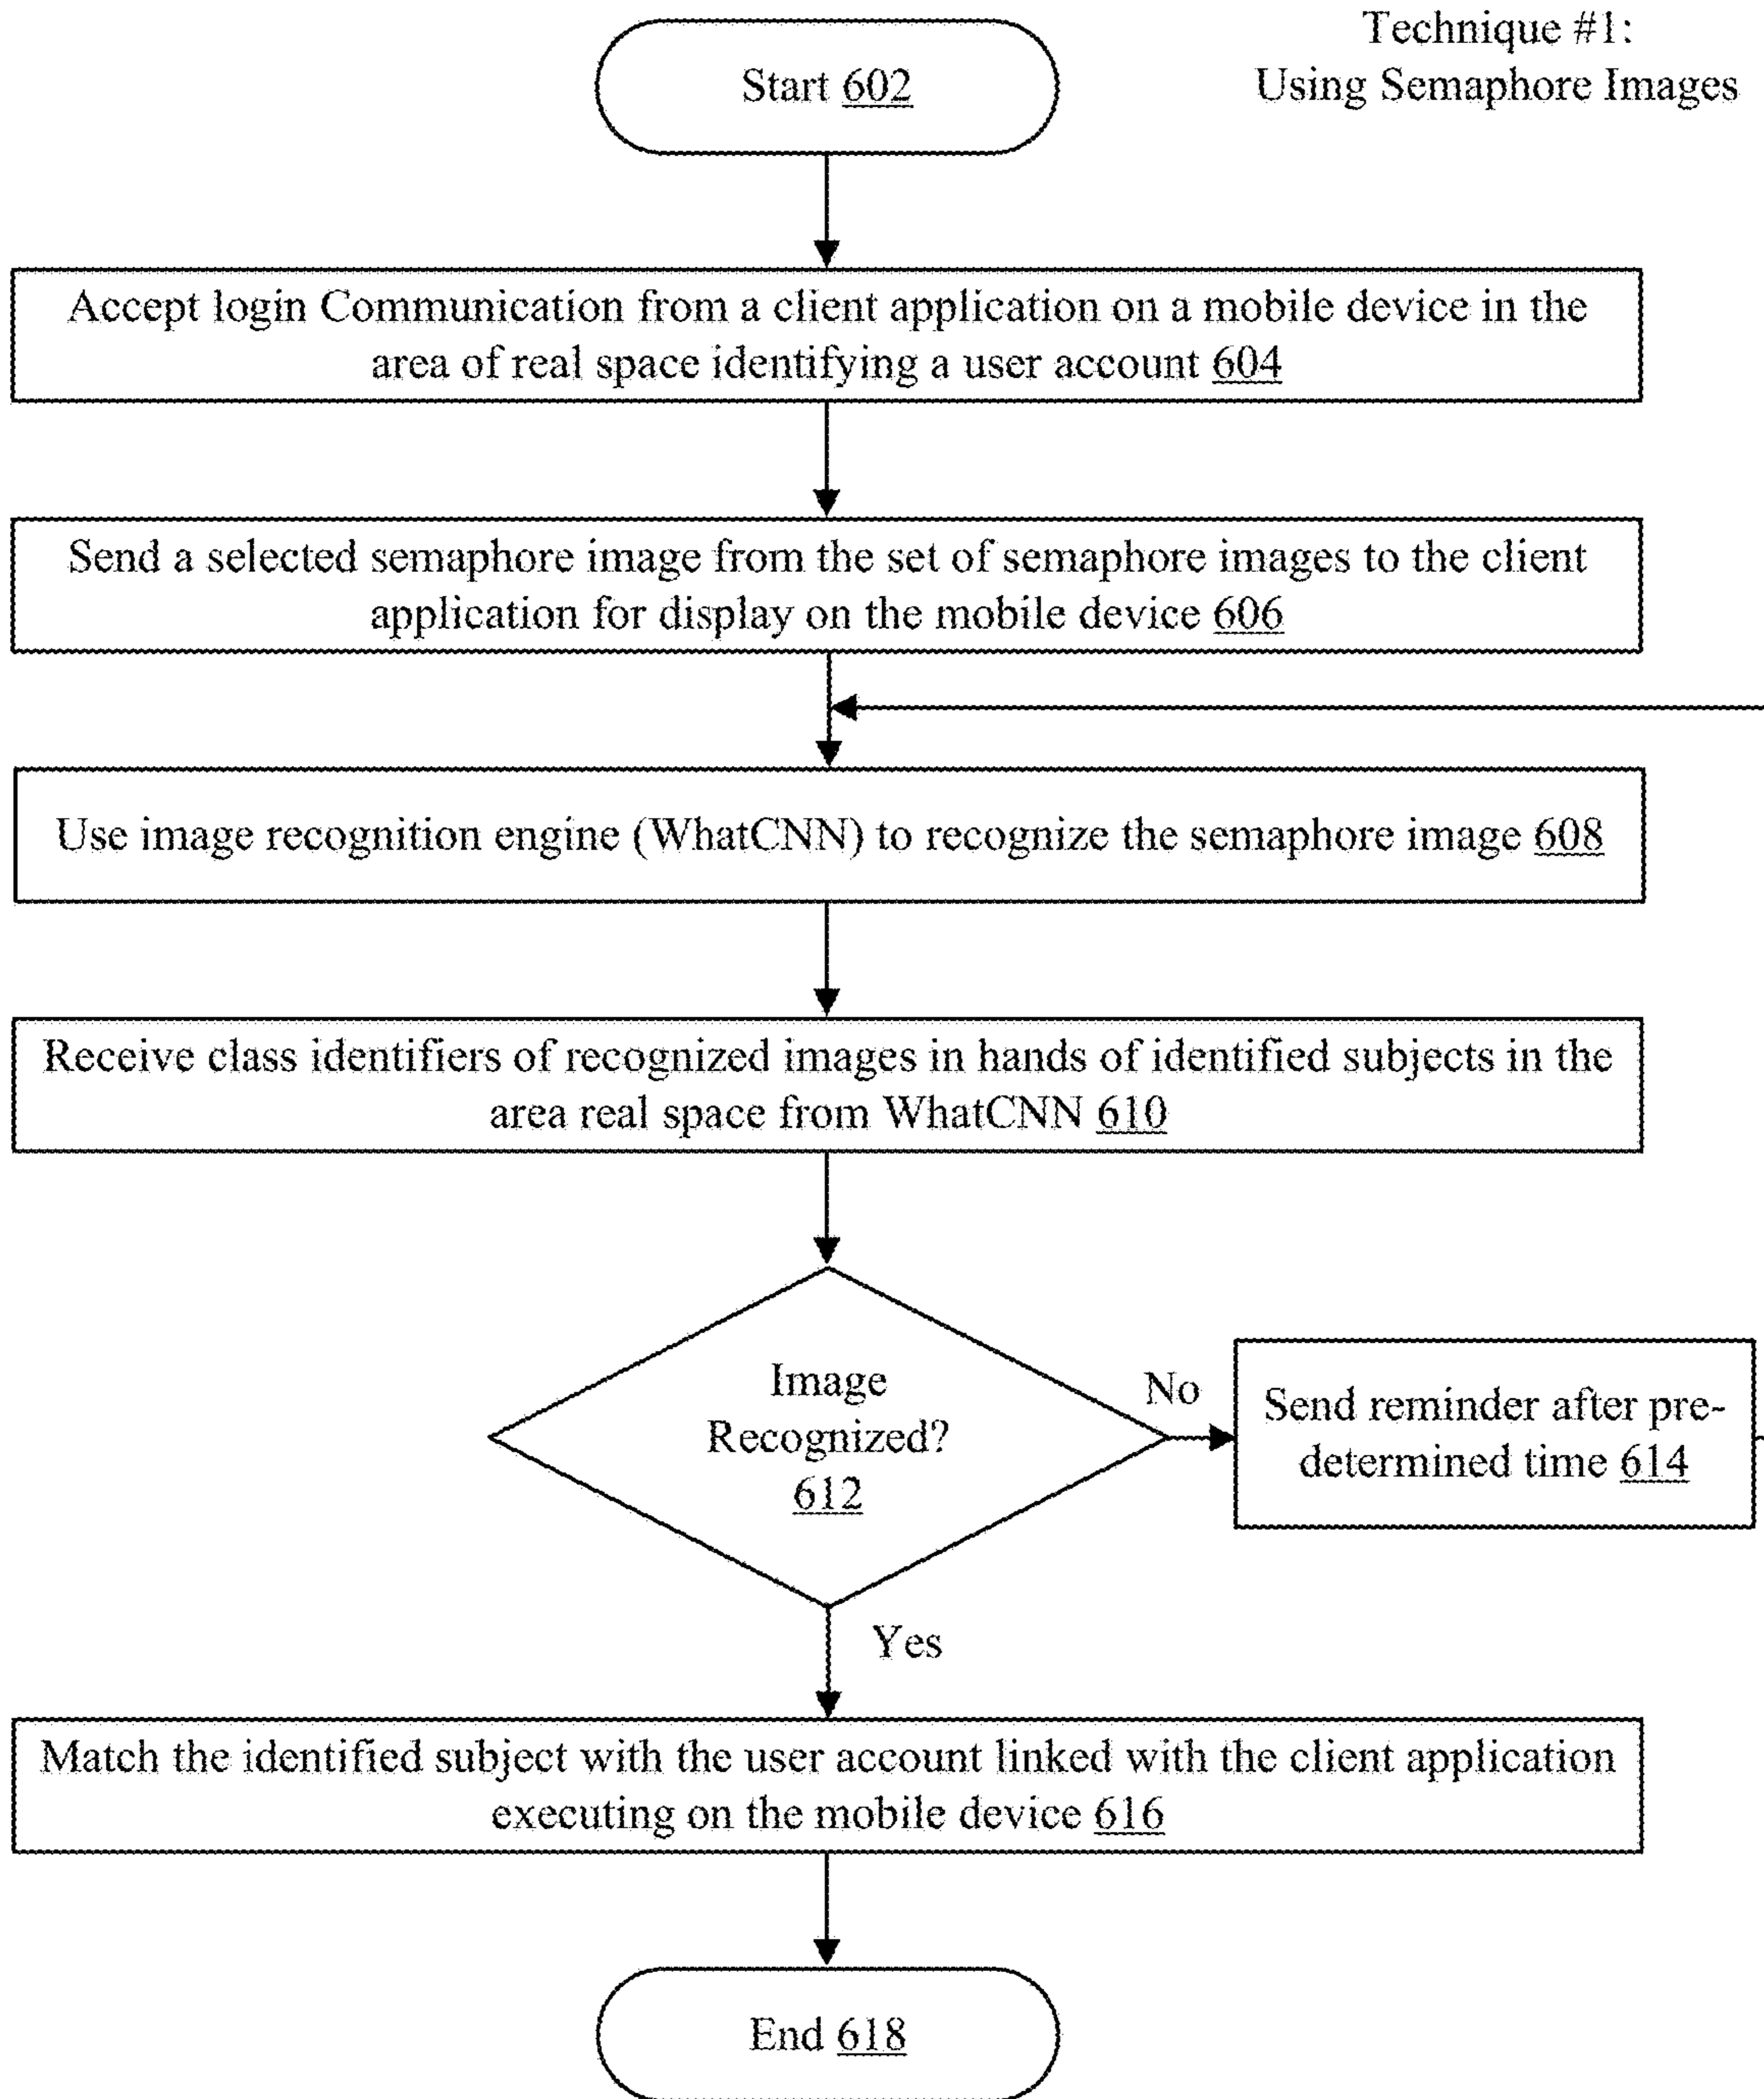 Technique #1:
Using Semaphore Images
Start 602
Accept login Communication from a client application on a mobile device in the
area of real space identifying a user account 604
Send a selected semaphore image from the set of semaphore images to the client
application for display on the mobile device 606
Use image recognition engine (WhatCNN) to recognize the semaphore image 608
Receive class identifiers of recognized images in hands of identified subjects in the
area real space from WhatCNN 610
Image
Recognized?
612
No
Send reminder after pre-
determined time 614
Yes
Match the identified subject with the user account linked with the client application
executing on the mobile device 616
End 618